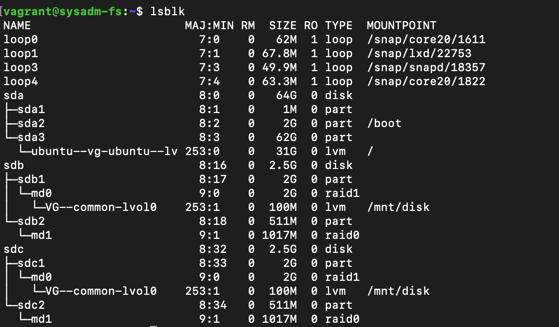 [vagrant@sysadm-fs:~$ lsblk
NAME                      MAJ:MIN RM   SIZE RO TYPE  MOUNTPOINT
loop0                       7:0    0    62M  1 loop  /snap/core20/1611
loop1                       7:1    0  67.8M  1 loop  /snap/lxd/22753
loop3                       7:3    0  49.9M  1 loop  /snap/snapd/18357
loop4                       7:4    0  63.3M  1 loop  /snap/core20/1822
sda                         8:0    0    64G  0 disk
├─sda1                      8:1    0     1M  0 part
├─sda2                      8:2    0     2G  0 part  /boot
└─sda3                      8:3    0    62G  0 part
  └─ubuntu--vg-ubuntu--lv 253:0    0    31G  0 lvm   /
sdb                         8:16   0   2.5G  0 disk
├─sdb1                      8:17   0     2G  0 part
│ └─md0                     9:0    0     2G  0 raid1
│   └─VG--common-lvol0    253:1    0   100M  0 lvm   /mnt/disk
└─sdb2                      8:18   0   511M  0 part
  └─md1                     9:1    0  1017M  0 raid0
sdc                         8:32   0   2.5G  0 disk
├─sdc1                      8:33   0     2G  0 part
│ └─md0                     9:0    0     2G  0 raid1
│   └─VG--common-lvol0    253:1    0   100M  0 lvm   /mnt/disk
└─sdc2                      8:34   0   511M  0 part
  └─md1                     9:1    0  1017M  0 raid0